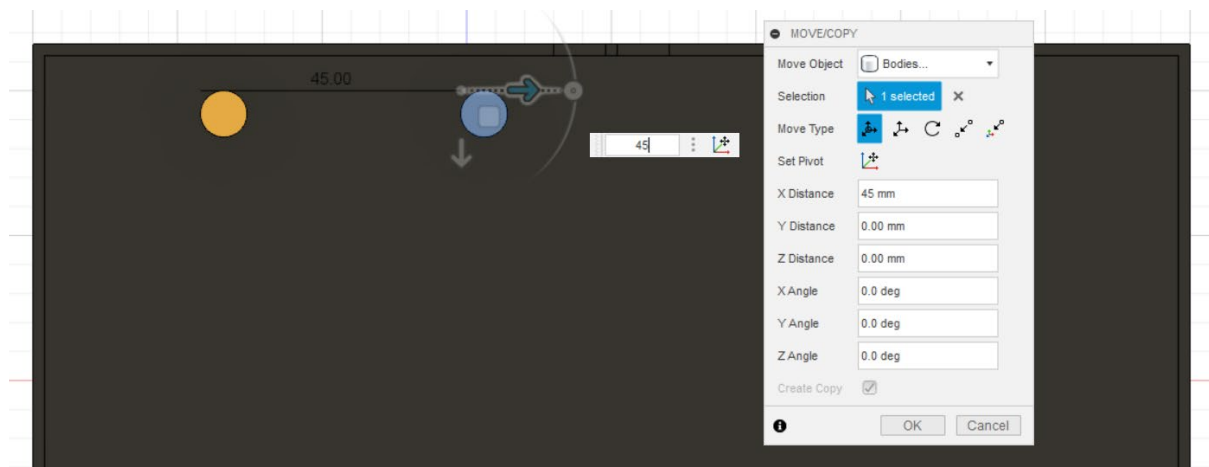 MOVE/COPY
Move Object Bodies...
45.00
Selection 1 selected
Move Type
45
Set Pivot
X Distance 45 mm
Y Distance 0.00 mm
Z Distance 0.00 mm
X Angle 0.0 deg
Y Angle 0.0 deg
Z Angle 0.0 deg
Create Copy
OK Cancel